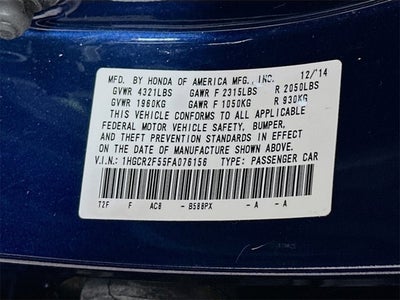 MFD. BY HONDA OF AMERICA MFG., INC. 12/14
GVWR 4321LBS GAWR F 2315LBS R 2050LBS
GVWR 1960KG GAWR F 1050KG R 930KG
THIS VEHICLE CONFORMS TO ALL APPLICABLE
FEDERAL MOTOR VEHICLE SAFETY, BUMPER,
AND THEFT PREVENTION STANDARDS IN EFFECT
ON THE DATE OF MANUFACTURE SHOWN ABOVE.
V.I.N.: 1HGCR2F55FA076156 TYPE: PASSENGER CAR
T2F F AC6 - B588PX - A - A